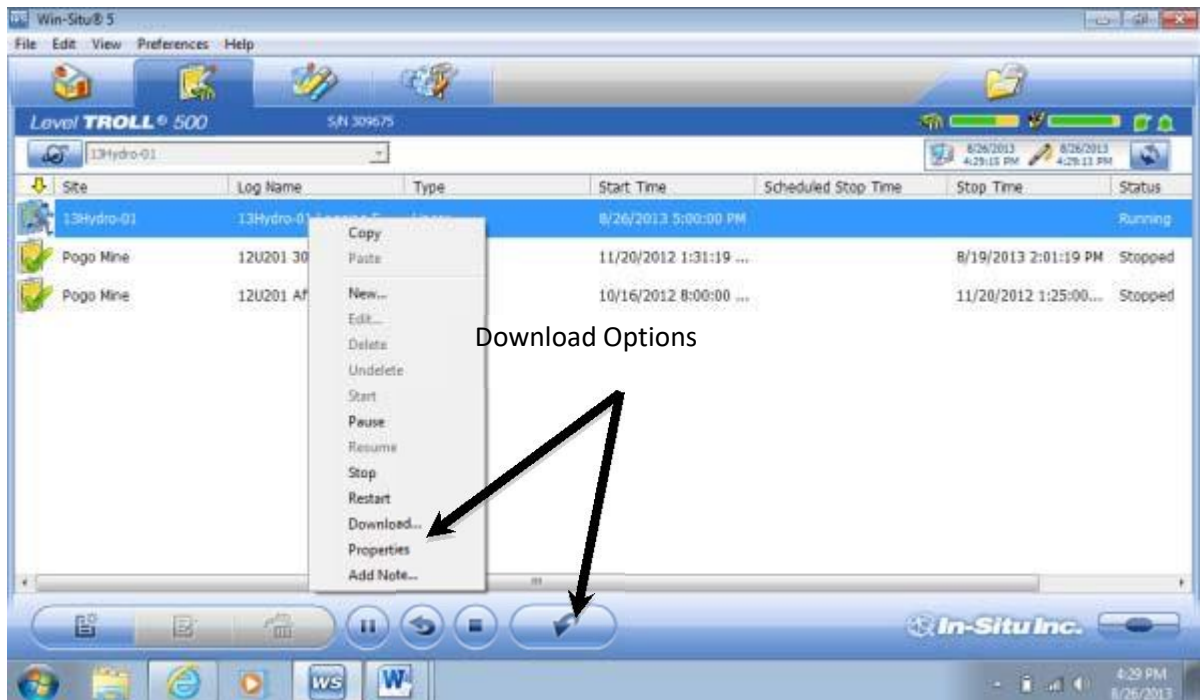 Win-Situ® 5
File Edit View Preferences Help
Level TROLL® 500 S/N 309675
13Hydro-01 8/26/2013 4:29:15 PM 8/26/2013 4:29:13 PM
Site Log Name Type Start Time Scheduled Stop Time Stop Time Status
13Hydro-01 13Hydro-01 8/26/2013 5:00:00 PM Running
Pogo Mine 12U201 30 11/20/2012 1:31:19 ... 8/19/2013 2:01:19 PM Stopped
Pogo Mine 12U201 Af 10/16/2012 8:00:00 ... 11/20/2012 1:25:00... Stopped
Copy
Paste
New...
Edit...
Delete
Undelete
Start
Pause
Resume
Stop
Restart
Download...
Properties
Add Note...
Download Options
In-Situ Inc.
WS W
4:29 PM
8/26/2013